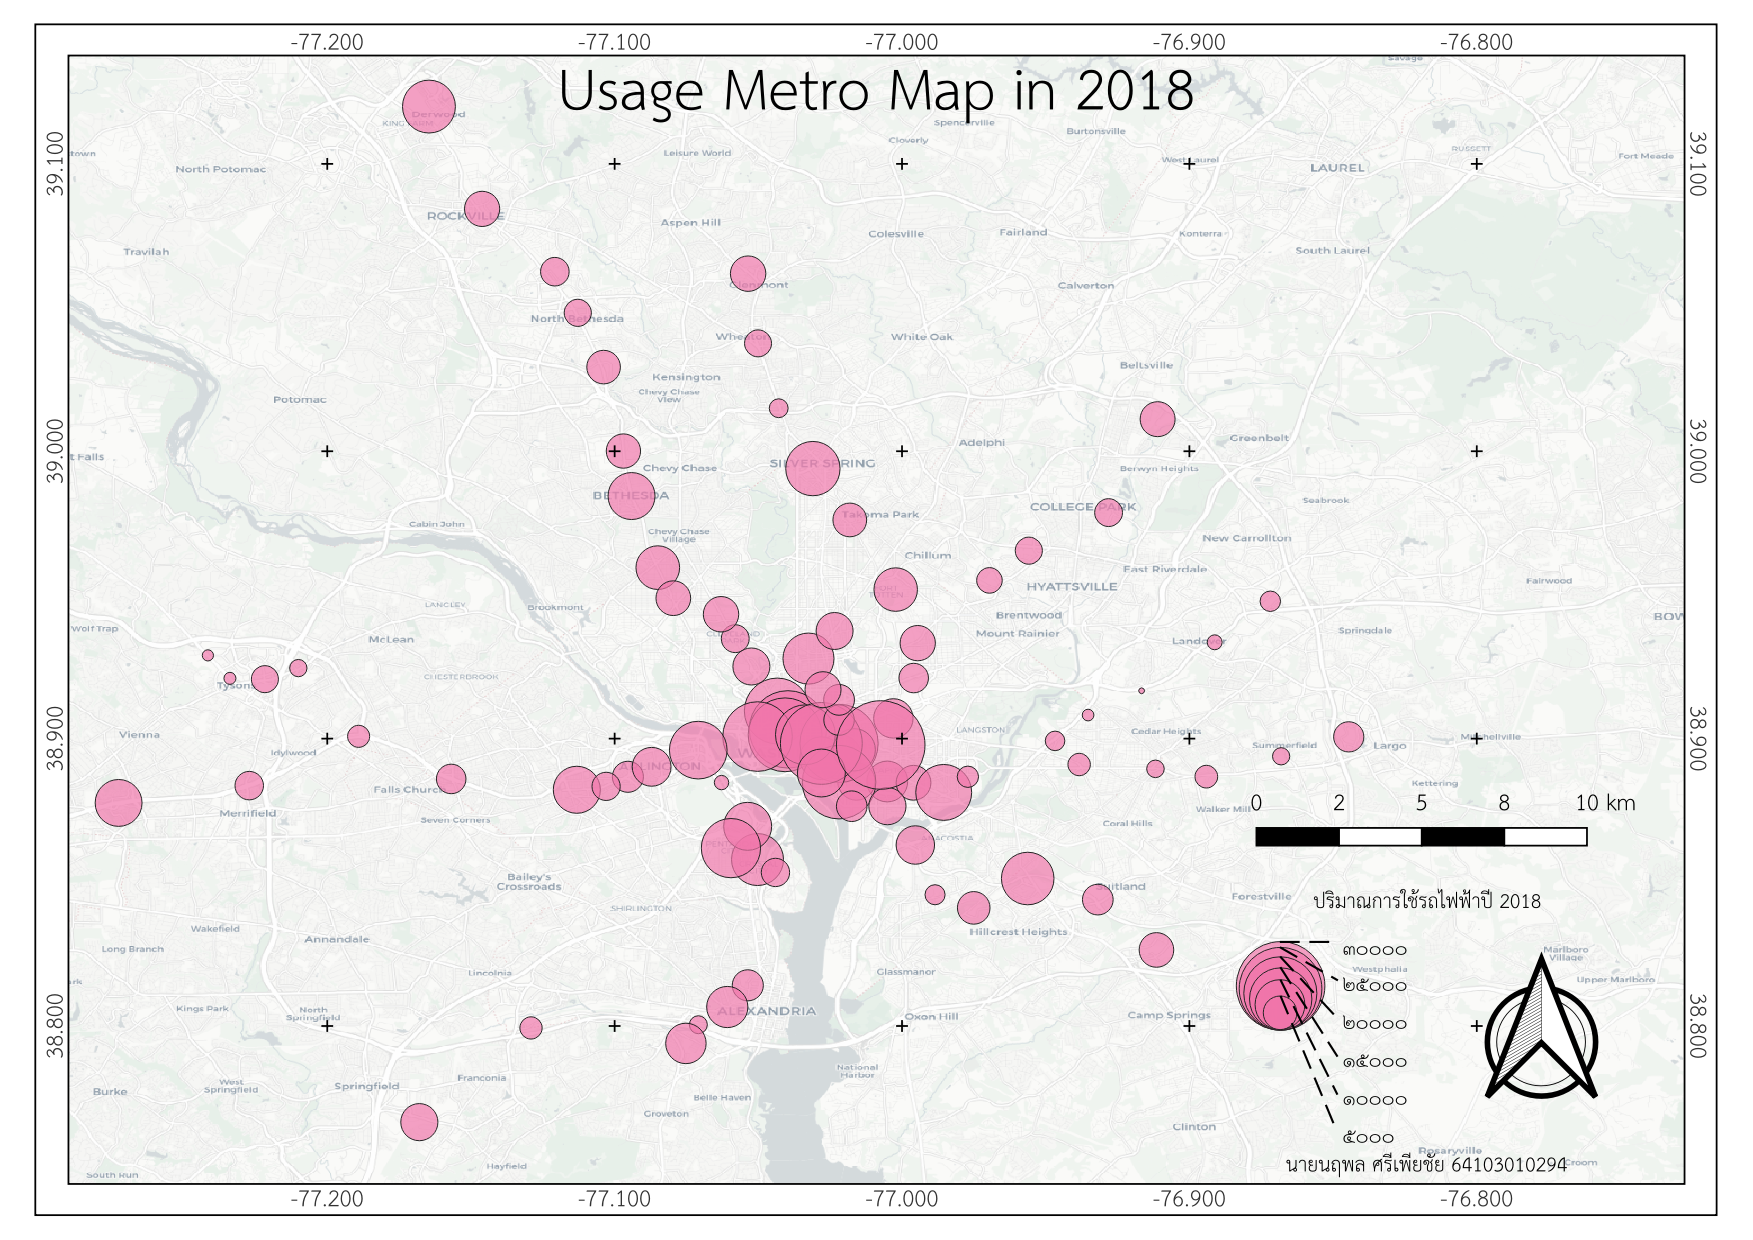 -77.200 -77.100 -77.000 -76.900 -76.800
Usage Metro Map in 2018
39.100 39.100
39.000 39.000
38.900 38.900
38.800 38.800
Savage
Derwood
Spencerville
Burtonsville
Cloverly
RUSSETT
town
Leisure World
West Laurel
Fort Meade
North Potomac
LAUREL
ROCKVILLE
Aspen Hill
Colesville
Fairland
Konterra
Travilah
South Laurel
Glenmont
Calverton
North Bethesda
Wheaton
White Oak
Beltsville
Kensington
Chevy Chase
View
Potomac
Adelphi
Greenbelt
t Falls
Chevy Chase
SILVER SPRING
Berwyn Heights
BETHESDA
Seabrook
COLLEGE PARK
Takoma Park
Cabin John
Chevy Chase
Village
New Carrollton
Chillum
East Riverdale
Fairwood
HYATTSVILLE
LANGLEY
Brookmont
Brentwood
BOW
Wolf Trap
McLean
Mount Rainier
Landover
Springdale
CHESTERBROOK
Tysons
Vienna
LANGSTON
Cedar Heights
Mitchellville
Idylwood
Summerfield
Largo
ARLINGTON
Falls Church
Kettering
Merrifield
Seven Corners
Walker Mill
0 2 5 8 10 km
Coral Hills
ANACOSTIA
Bailey's
Crossroads
Suitland
Forestville
ปริมาณการใช้รถไฟฟ้าปี 2018
SHIRLINGTON
Wakefield
Annandale
Hillcrest Heights
Long Branch
๓๐๐๐๐
Marlboro
Village
Lincolnia
Glassmanor
Westphalia
Upper Marlboro
๒๕๐๐๐
Kings Park
North
Springfield
ALEXANDRIA
Oxon Hill
Camp Springs
๒๐๐๐๐
๑๕๐๐๐
National
Harbor
Burke
West
Springfield
Springfield
Franconia
Belle Haven
๑๐๐๐๐
Groveton
Clinton
๕๐๐๐
Rosaryville
Croom
Hayfield
South Run
นายนฤพล ศรีเพียชัย 64103010294
-77.200 -77.100 -77.000 -76.900 -76.800